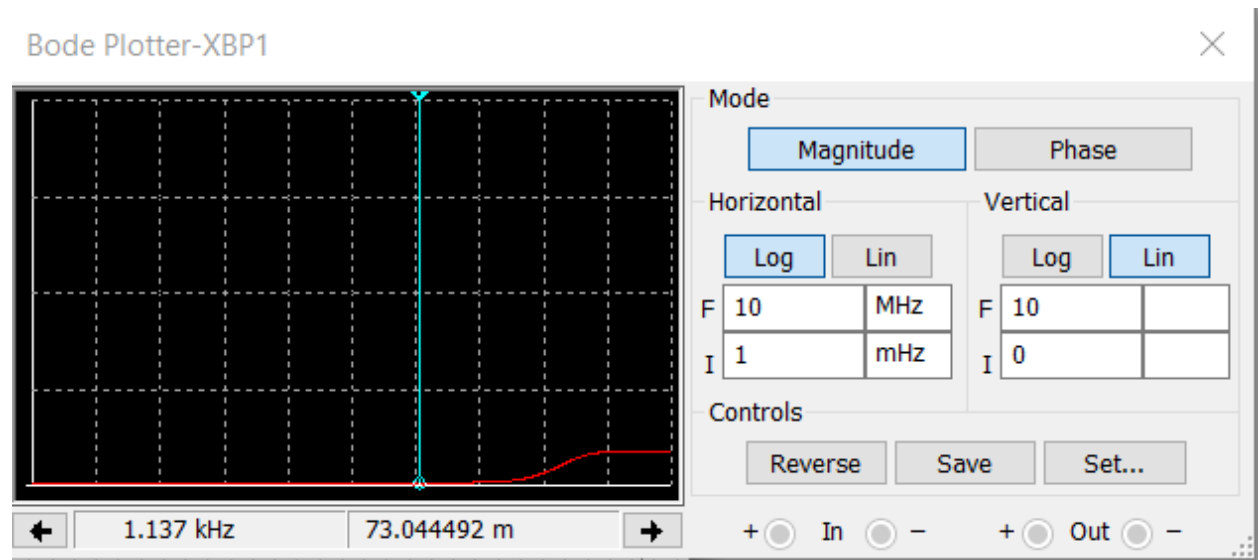 Bode Plotter-XBP1
Mode
Magnitude Phase
Horizontal Vertical
Log Lin Log Lin
F 10 MHz F 10
I 1 mHz I 0
Controls
Reverse Save Set...
1.137 kHz 73.044492 m + In - + Out -